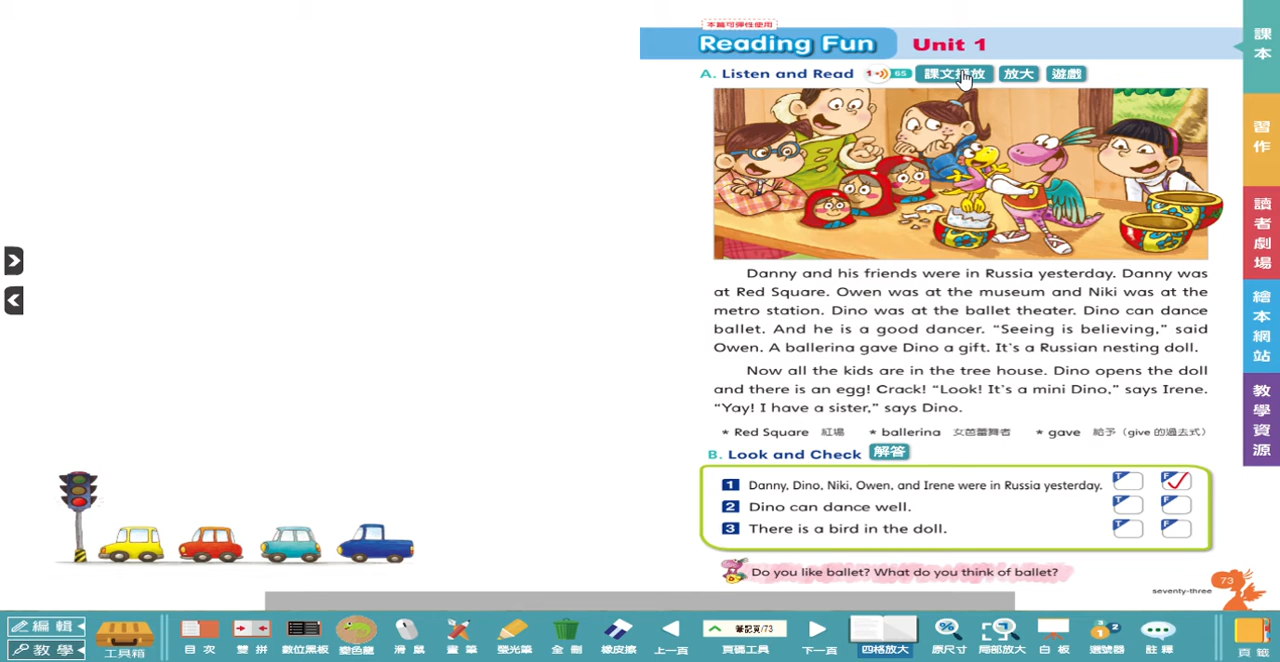 本篇可彈性使用
Reading Fun Unit 1
A. Listen and Read 1 65 課文播放 放大 遊戲
Danny and his friends were in Russia yesterday. Danny was
at Red Square. Owen was at the museum and Niki was at the
metro station. Dino was at the ballet theater. Dino can dance
ballet. And he is a good dancer. “Seeing is believing,” said
Owen. A ballerina gave Dino a gift. It’s a Russian nesting doll.
Now all the kids are in the tree house. Dino opens the doll
and there is an egg! Crack! “Look! It’s a mini Dino,” says Irene.
“Yay! I have a sister,” says Dino.
★ Red Square 紅場 ★ ballerina 女芭蕾舞者 ★ gave 給予（give 的過去式）
B. Look and Check 解答
1 Danny, Dino, Niki, Owen, and Irene were in Russia yesterday. T F
2 Dino can dance well. T F
3 There is a bird in the doll. T F
Do you like ballet? What do you think of ballet?
seventy-three 73
課本
習作
讀者劇場
繪本網站
教學資源
編輯
教學
工具箱
目次
雙拼
數位黑板
變色龍
滑鼠
畫筆
螢光筆
全刪
橡皮擦
上一頁
筆記頁/73
頁碼工具
下一頁
四格放大
原尺寸
局部放大
白板
選號器
註釋
頁籤